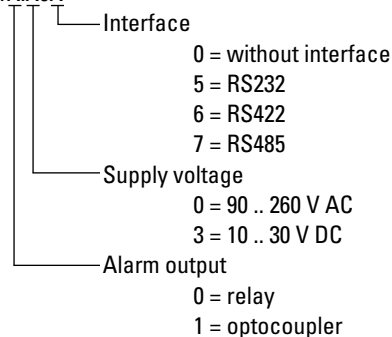 Interface
0 = without interface
5 = RS232
6 = RS422
7 = RS485
Supply voltage
0 = 90 .. 260 V AC
3 = 10 .. 30 V DC
Alarm output
0 = relay
1 = optocoupler